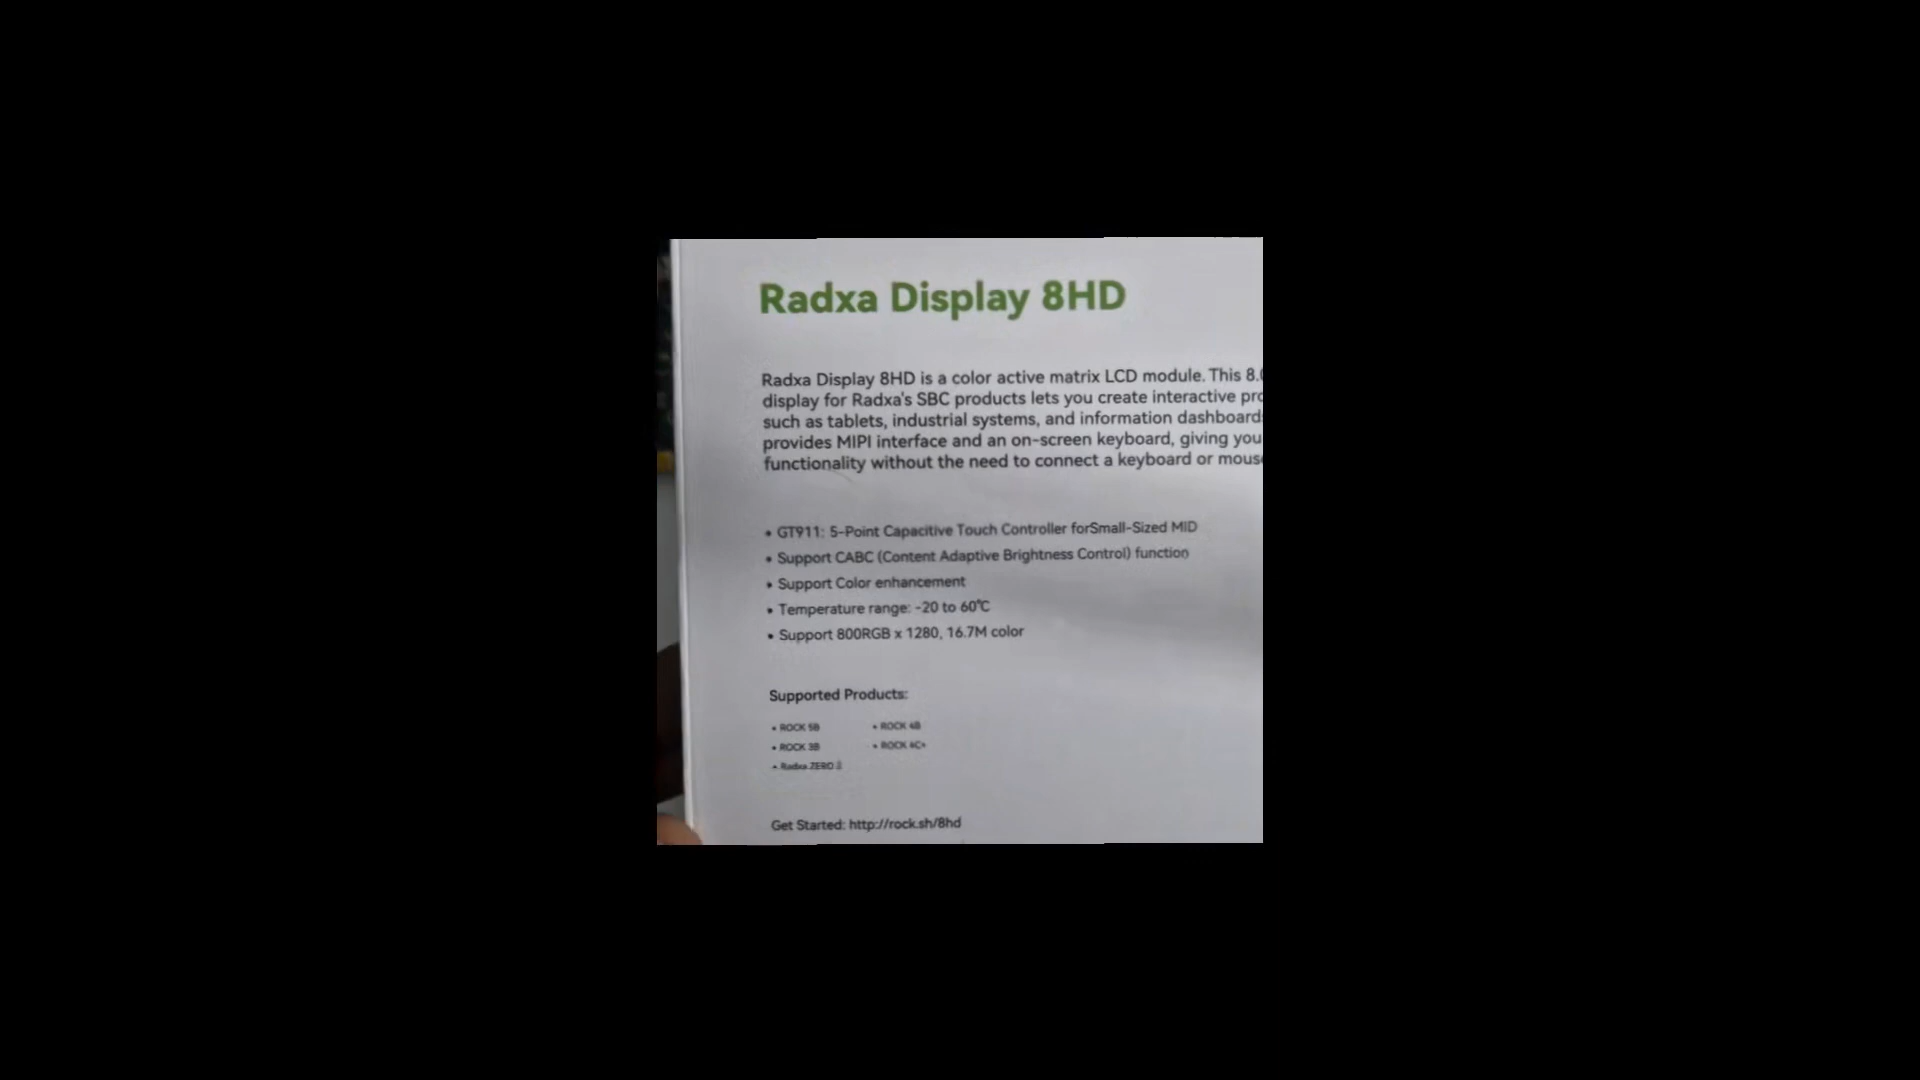 Radxa Display 8HD
Radxa Display 8HD is a color active matrix LCD module. This 8.
display for Radxa's SBC products lets you create interactive
such as tablets, industrial systems, and information dashboard
provides MIPI interface and an on-screen keyboard, giving you
functionality without the need to connect a keyboard or
• GT911: 5-Point Capacitive Touch Controller forSmall-Sized MID
• Support CABC (Content Adaptive Brightness Control) function
• Support Color enhancement
• Temperature range: -20 to 60℃
• Support 800RGB x 1280, 16.7M color
Supported Products:
• ROCK 5B • ROCK 4B
• ROCK 3B • ROCK 4C+
• Radxa ZERO
Get Started: http://rock.sh/8hd